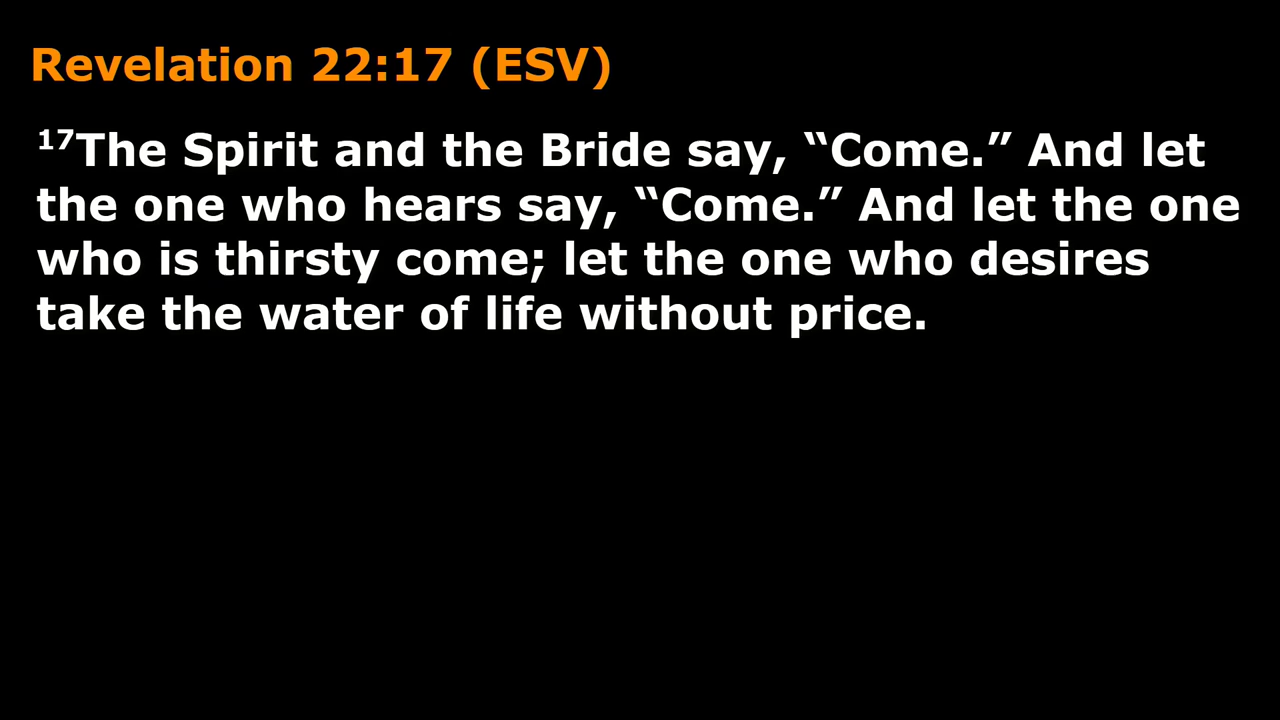 Revelation 22:17 (ESV)
17The Spirit and the Bride say, “Come.” And let
the one who hears say, “Come.” And let the one
who is thirsty come; let the one who desires
take the water of life without price.